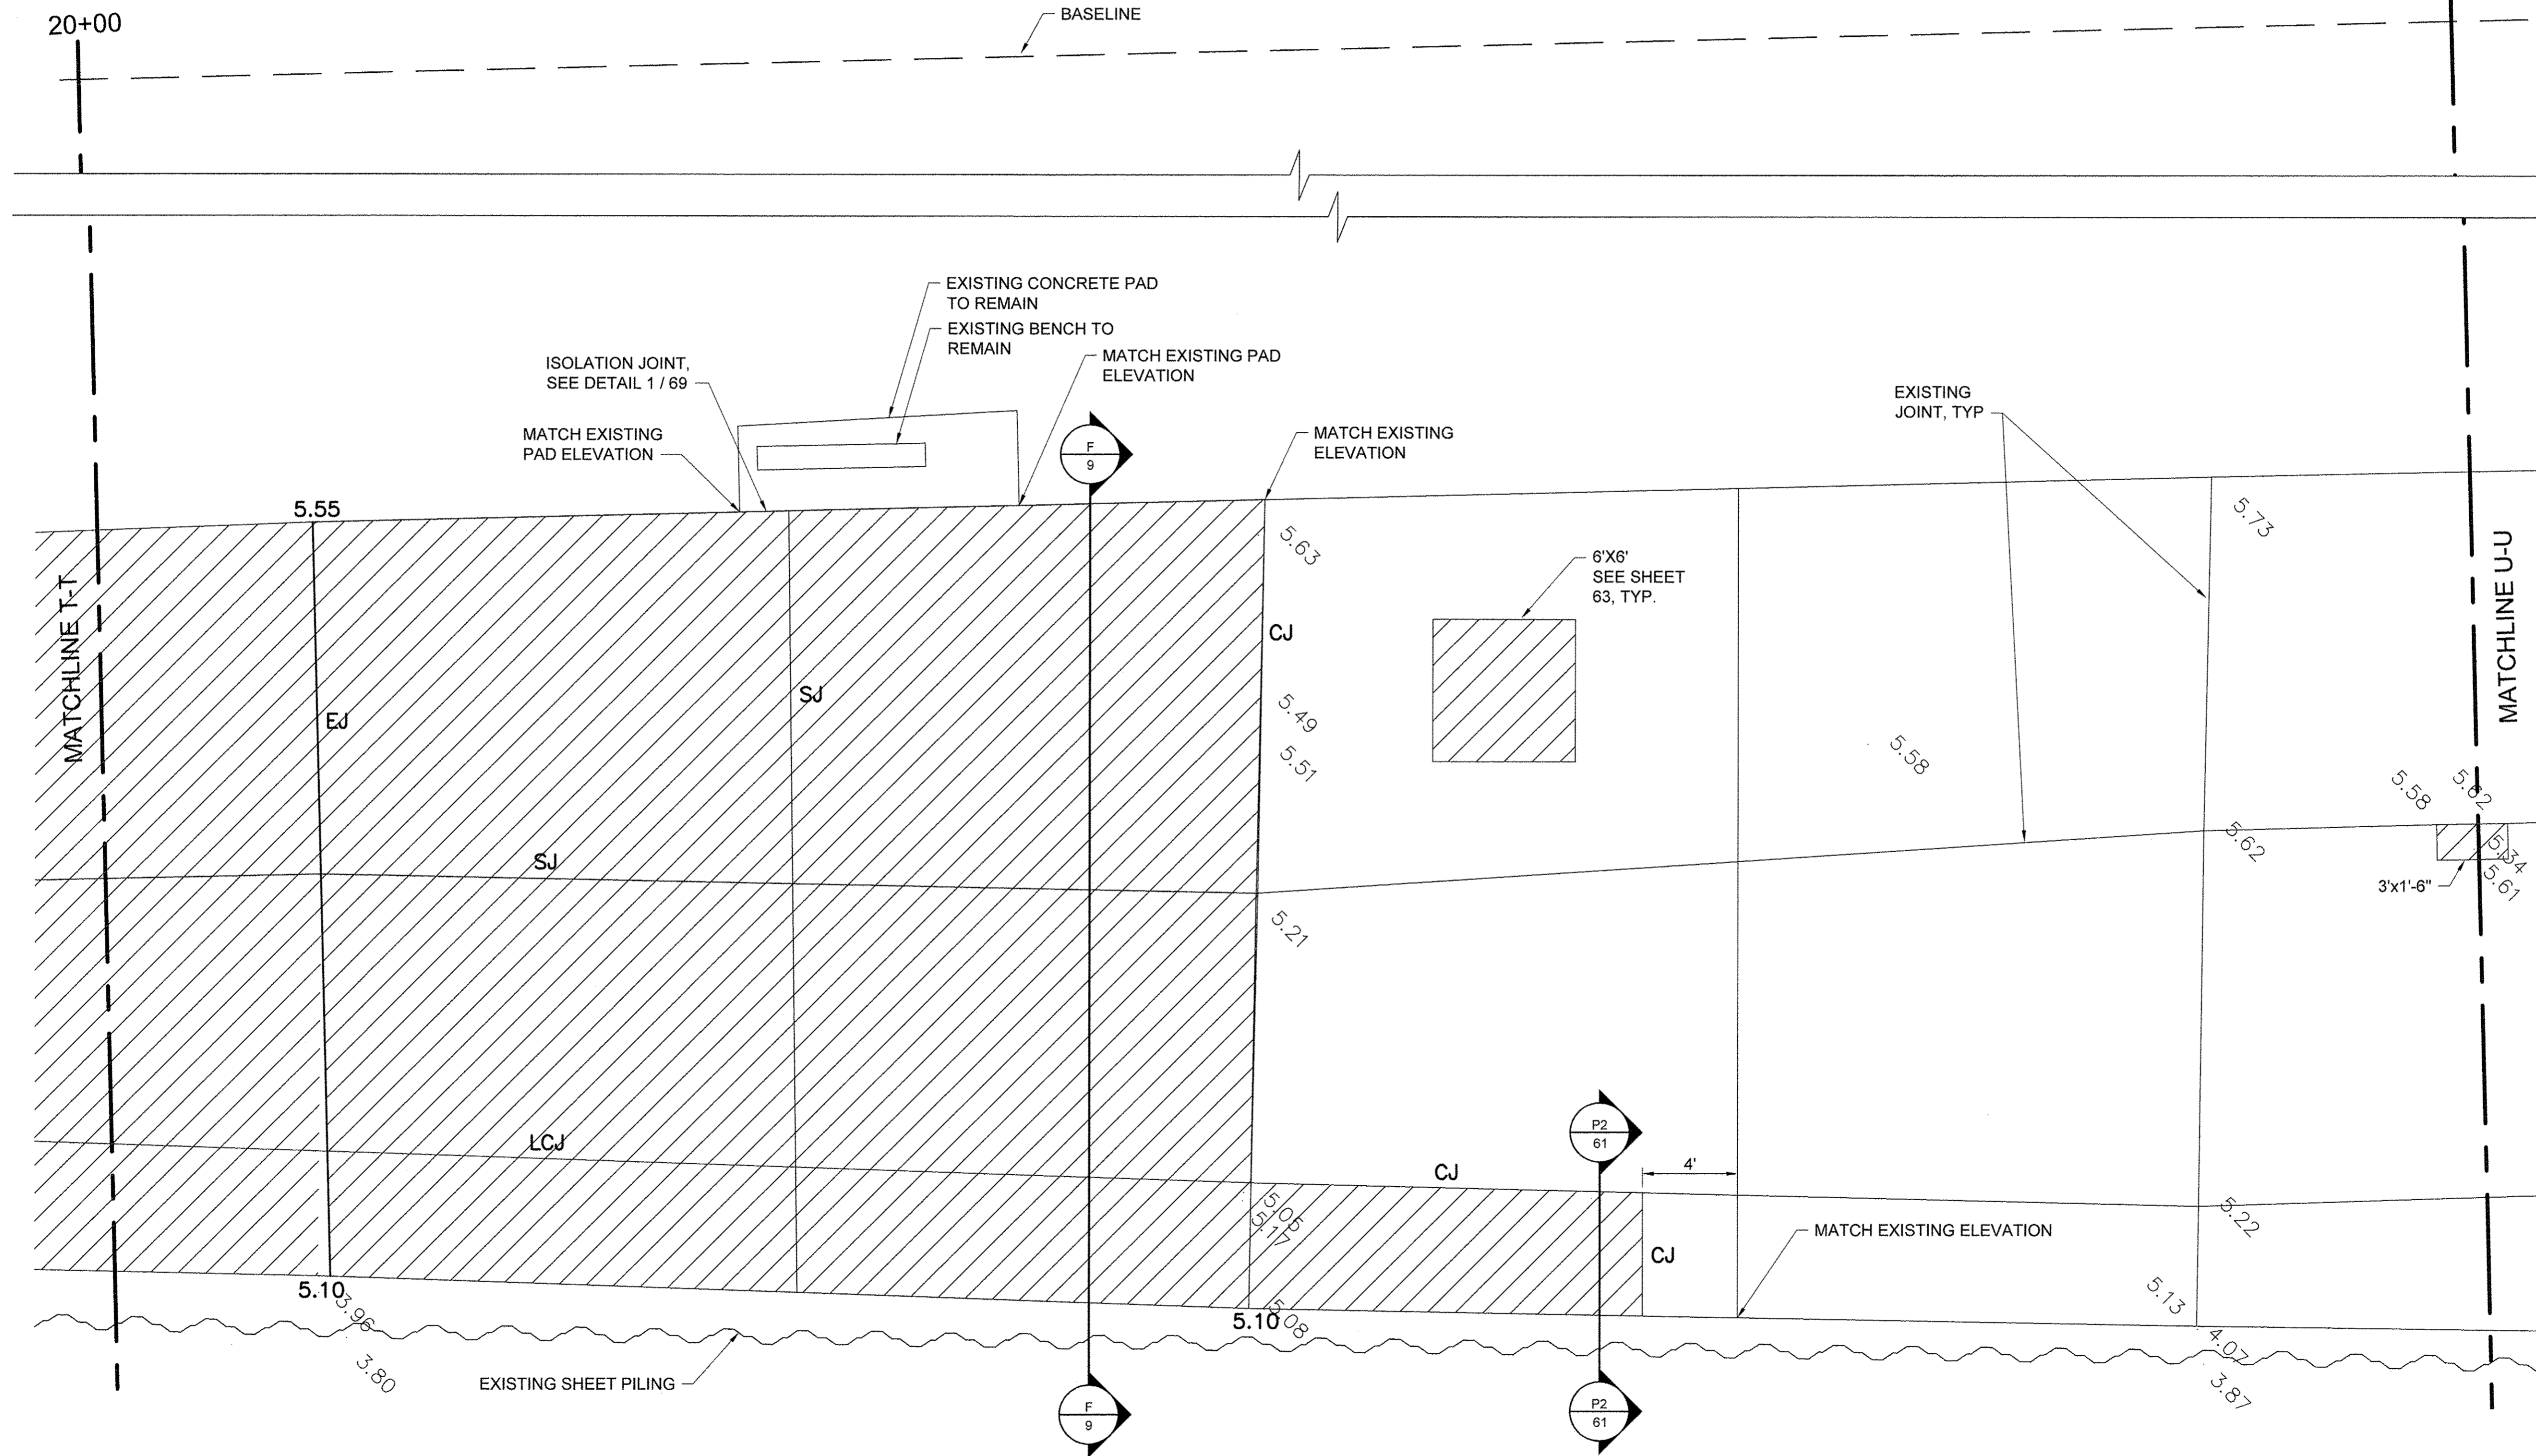 BASELINE
20+00
EXISTING CONCRETE PAD
TO REMAIN
EXISTING BENCH TO
REMAIN
MATCH EXISTING PAD
ELEVATION
ISOLATION JOINT,
SEE DETAIL 1 / 69
MATCH EXISTING
PAD ELEVATION
F
9
MATCH EXISTING
ELEVATION
EXISTING
JOINT, TYP
5.55
5.63
5.73
6'X6'
SEE SHEET
63, TYP.
MATCHLINE T-T
MATCHLINE U-U
CJ
SJ
EJ
5.49
5.51
5.58
5.58
5.62
5.62
5.34
5.61
3'x1'-6"
SJ
5.21
P2
61
LCJ
CJ
4'
5.05
5.17
5.22
MATCH EXISTING ELEVATION
CJ
5.10
3.96
5.10
5.08
5.13
4.07
3.80
EXISTING SHEET PILING
3.87
F
9
P2
61